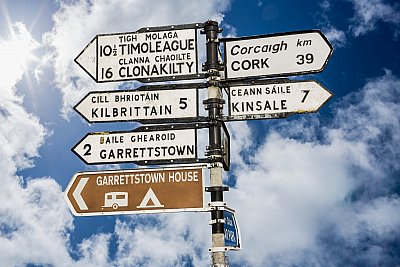 TIGH MOLAGA
10½ TIMOLEAGUE
CLANNA CHAOILTE
16 CLONAKILTY
Corcaigh km
CORK 39
CILL BHRIOTÁIN
KILBRITTAIN 5
CEANN SÁILE
KINSALE 7
BAILE GHEAROID
2 GARRETTSTOWN
GARRETTSTOWN HOUSE